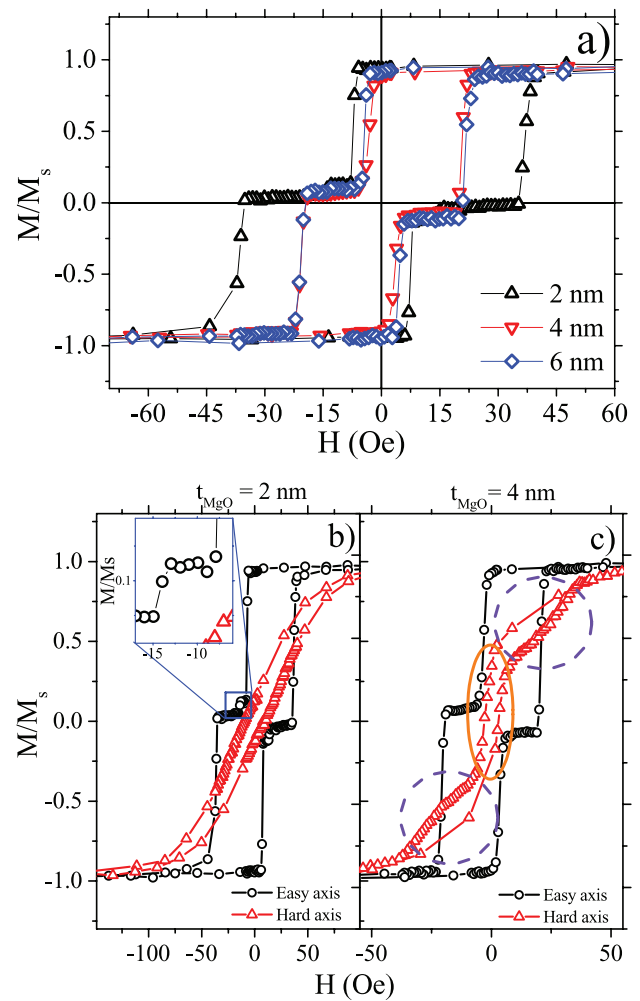 a)
1.0
0.5
0.0
-0.5
-1.0
M/Ms
2 nm
4 nm
6 nm
-60 -45 -30 -15 0 15 30 45 60
H (Oe)
tMgO = 2 nm
tMgO = 4 nm
b)
c)
M/Ms
0.1
-15 -10
1.0
0.5
0.0
-0.5
-1.0
M/Ms
Easy axis
Hard axis
Easy axis
Hard axis
-100 -50 0 50
-50 0 50
H (Oe)
H (Oe)